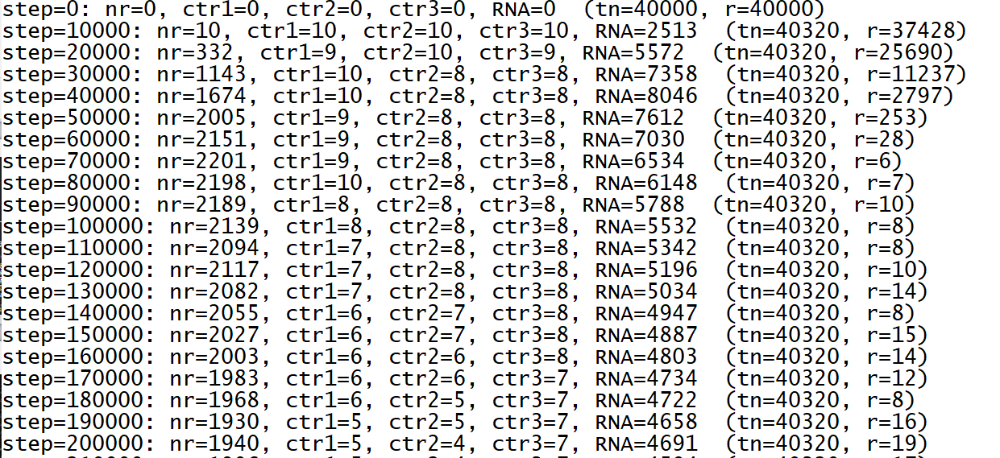 step=0: nr=0, ctr1=0, ctr2=0, ctr3=0, RNA=0  (tn=40000, r=40000)
step=10000: nr=10, ctr1=10, ctr2=10, ctr3=10, RNA=2513  (tn=40320, r=37428)
step=20000: nr=332, ctr1=9, ctr2=10, ctr3=9, RNA=5572  (tn=40320, r=25690)
step=30000: nr=1143, ctr1=10, ctr2=8, ctr3=8, RNA=7358  (tn=40320, r=11237)
step=40000: nr=1674, ctr1=10, ctr2=8, ctr3=8, RNA=8046  (tn=40320, r=2797)
step=50000: nr=2005, ctr1=9, ctr2=8, ctr3=8, RNA=7612  (tn=40320, r=253)
step=60000: nr=2151, ctr1=9, ctr2=8, ctr3=8, RNA=7030  (tn=40320, r=28)
step=70000: nr=2201, ctr1=9, ctr2=8, ctr3=8, RNA=6534  (tn=40320, r=6)
step=80000: nr=2198, ctr1=10, ctr2=8, ctr3=8, RNA=6148  (tn=40320, r=7)
step=90000: nr=2189, ctr1=8, ctr2=8, ctr3=8, RNA=5788  (tn=40320, r=10)
step=100000: nr=2139, ctr1=8, ctr2=8, ctr3=8, RNA=5532  (tn=40320, r=8)
step=110000: nr=2094, ctr1=7, ctr2=8, ctr3=8, RNA=5342  (tn=40320, r=8)
step=120000: nr=2117, ctr1=7, ctr2=8, ctr3=8, RNA=5196  (tn=40320, r=10)
step=130000: nr=2082, ctr1=7, ctr2=8, ctr3=8, RNA=5034  (tn=40320, r=14)
step=140000: nr=2055, ctr1=6, ctr2=7, ctr3=8, RNA=4947  (tn=40320, r=8)
step=150000: nr=2027, ctr1=6, ctr2=7, ctr3=8, RNA=4887  (tn=40320, r=15)
step=160000: nr=2003, ctr1=6, ctr2=6, ctr3=8, RNA=4803  (tn=40320, r=14)
step=170000: nr=1983, ctr1=6, ctr2=6, ctr3=7, RNA=4734  (tn=40320, r=12)
step=180000: nr=1968, ctr1=6, ctr2=5, ctr3=7, RNA=4722  (tn=40320, r=8)
step=190000: nr=1930, ctr1=5, ctr2=5, ctr3=7, RNA=4658  (tn=40320, r=16)
step=200000: nr=1940, ctr1=5, ctr2=4, ctr3=7, RNA=4691  (tn=40320, r=19)